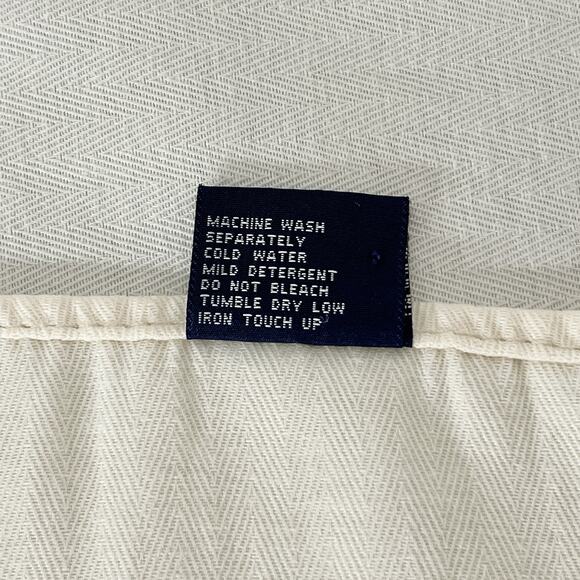 MACHINE WASH
SEPARATELY
COLD WATER
MILD DETERGENT
DO NOT BLEACH
TUMBLE DRY LOW
IRON TOUCH UP